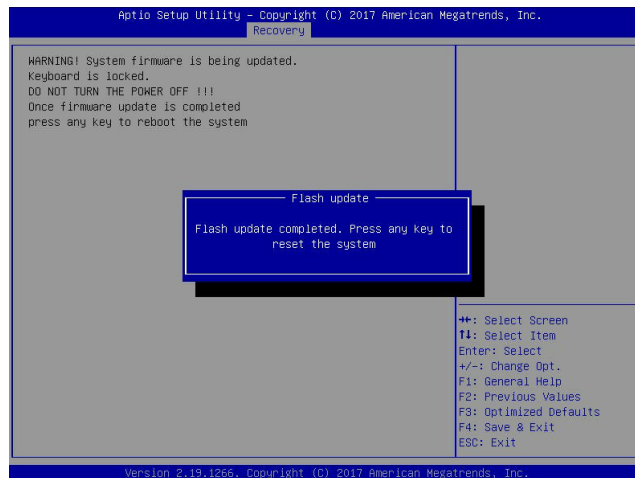 Aptio Setup Utility – Copyright (C) 2017 American Megatrends, Inc.
Recovery
WARNING! System firmware is being updated.
Keyboard is locked.
DO NOT TURN THE POWER OFF !!!
Once firmware update is completed
press any key to reboot the system
Flash update
Flash update completed. Press any key to
reset the system
→←: Select Screen
↑↓: Select Item
Enter: Select
+/-: Change Opt.
F1: General Help
F2: Previous Values
F3: Optimized Defaults
F4: Save & Exit
ESC: Exit
Version 2.19.1266. Copyright (C) 2017 American Megatrends, Inc.